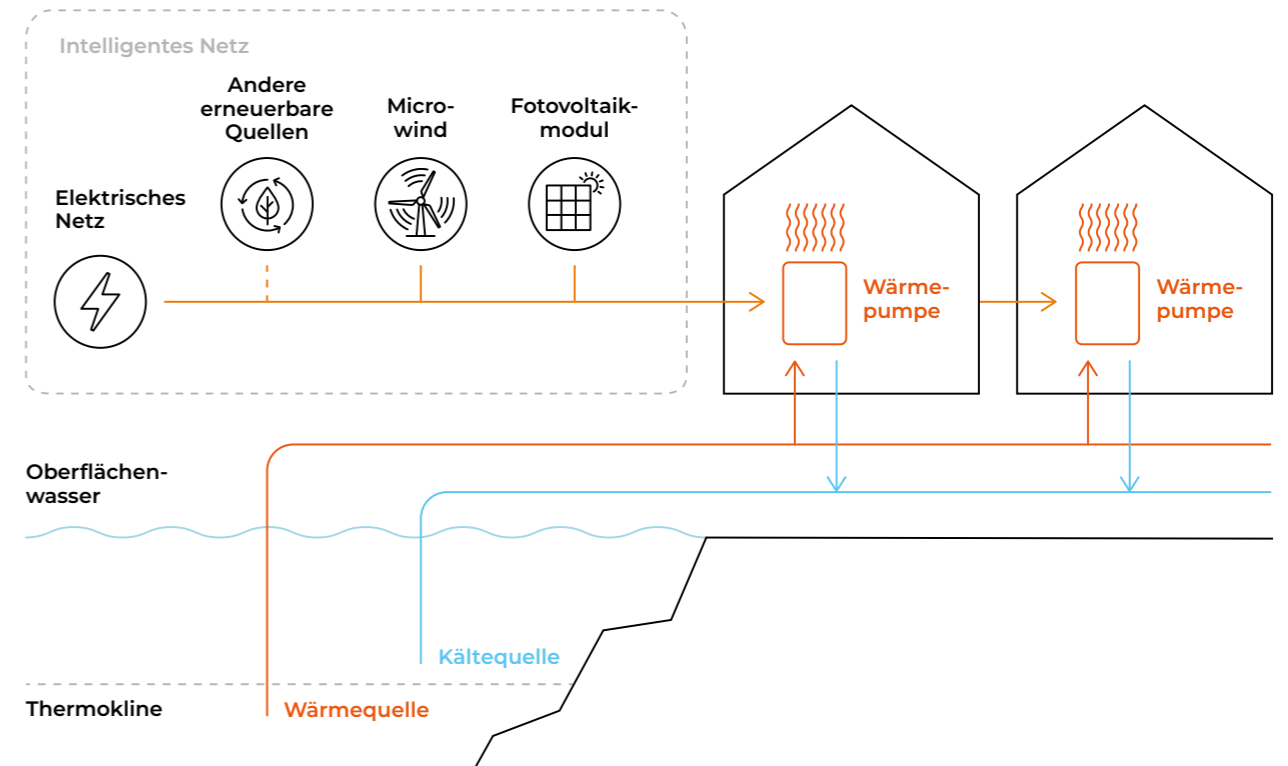 Intelligentes Netz
Andere
erneuerbare
Quellen
Micro-
wind
Fotovoltaik-
modul
Elektrisches
Netz
Wärme-
pumpe
Wärme-
pumpe
Oberflächen-
wasser
Kältequelle
Thermokline
Wärmequelle